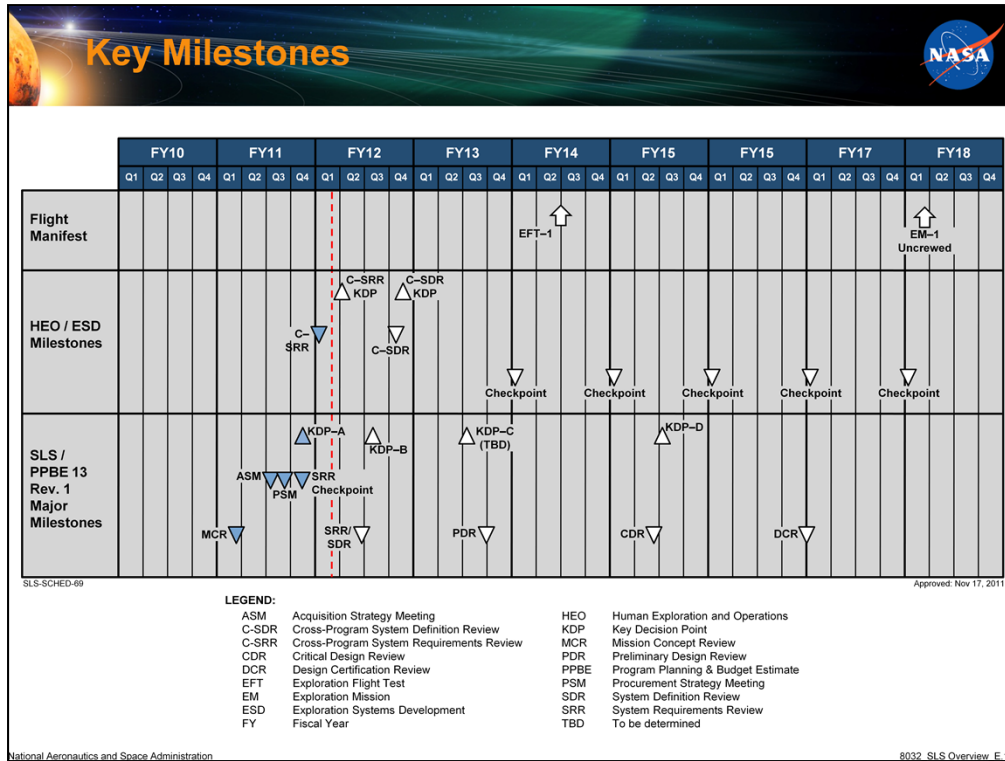 Key Milestones
NASA
FY10 FY11 FY12 FY13 FY14 FY15 FY15 FY17 FY18
Q1 Q2 Q3 Q4 Q1 Q2 Q3 Q4 Q1 Q2 Q3 Q4 Q1 Q2 Q3 Q4 Q1 Q2 Q3 Q4 Q1 Q2 Q3 Q4 Q1 Q2 Q3 Q4 Q1 Q2 Q3 Q4 Q1 Q2 Q3 Q4
Flight
Manifest
EFT–1
EM–1
Uncrewed
HEO / ESD
Milestones
C–SRR
KDP
C–SDR
KDP
C–
SRR
C–SDR
Checkpoint
Checkpoint
Checkpoint
Checkpoint
Checkpoint
SLS /
PPBE 13
Rev. 1
Major
Milestones
KDP–A
KDP–B
KDP–C
(TBD)
KDP–D
ASM
PSM
SRR
Checkpoint
MCR
SRR/
SDR
PDR
CDR
DCR
SLS-SCHED-69
Approved: Nov 17, 2011
LEGEND:
ASM Acquisition Strategy Meeting
C-SDR Cross-Program System Definition Review
C-SRR Cross-Program System Requirements Review
CDR Critical Design Review
DCR Design Certification Review
EFT Exploration Flight Test
EM Exploration Mission
ESD Exploration Systems Development
FY Fiscal Year
HEO Human Exploration and Operations
KDP Key Decision Point
MCR Mission Concept Review
PDR Preliminary Design Review
PPBE Program Planning & Budget Estimate
PSM Procurement Strategy Meeting
SDR System Definition Review
SRR System Requirements Review
TBD To be determined
National Aeronautics and Space Administration
8032_SLS Overview_E.